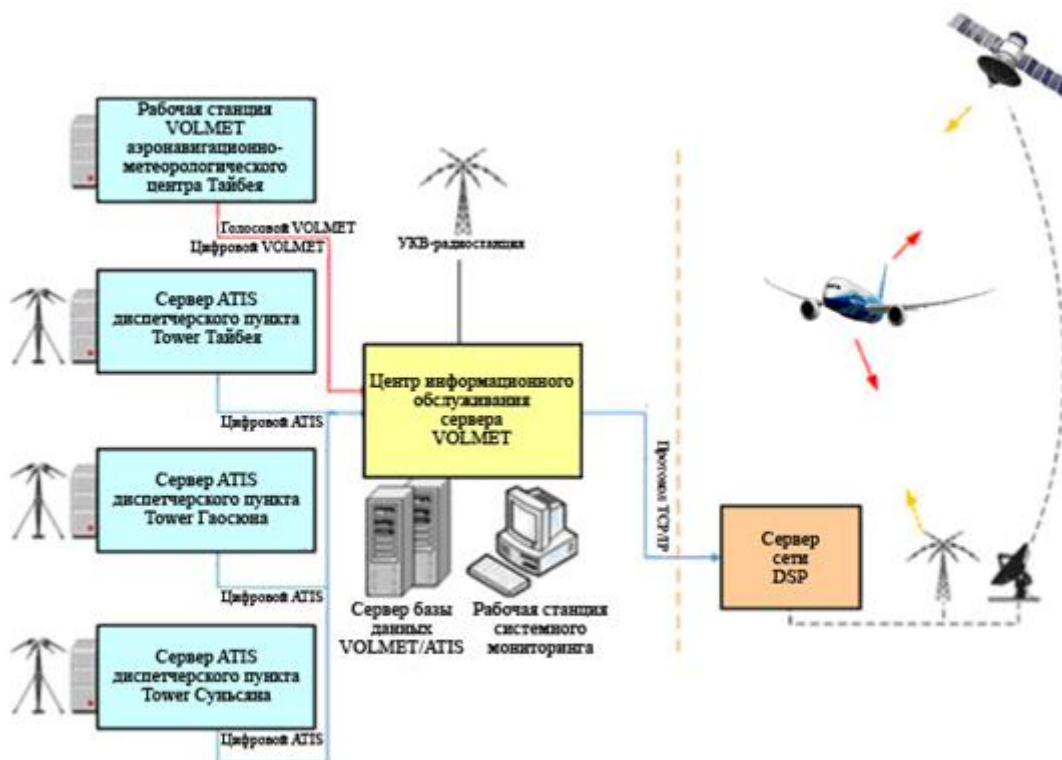 Рабочая станция
VOLMET
аэронавигационно-
метеорологического
центра Тайбея
Голосовой VOLMET
Цифровой VOLMET
УКВ-радиостанция
Сервер ATIS
диспетчерского пункта
Tower Тайбея
Цифровой ATIS
Центр информационного
обслуживания
сервера
VOLMET
Сервер ATIS
диспетчерского пункта
Tower Гаосюна
Цифровой ATIS
Протокол TCP/IP
Сервер базы
данных
VOLMET/ATIS
Рабочая станция
системного
мониторинга
Сервер
сети
DSP
Сервер ATIS
диспетчерского пункта
Tower Суньсяна
Цифровой ATIS